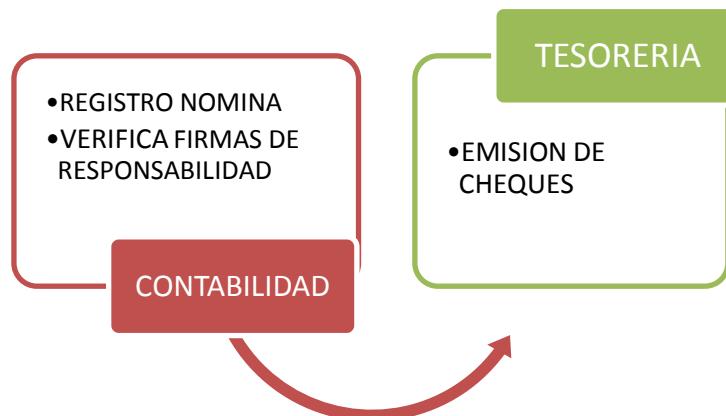 •REGISTRO NOMINA
•VERIFICA FIRMAS DE
RESPONSABILIDAD
CONTABILIDAD
TESORERIA
•EMISION DE
CHEQUES